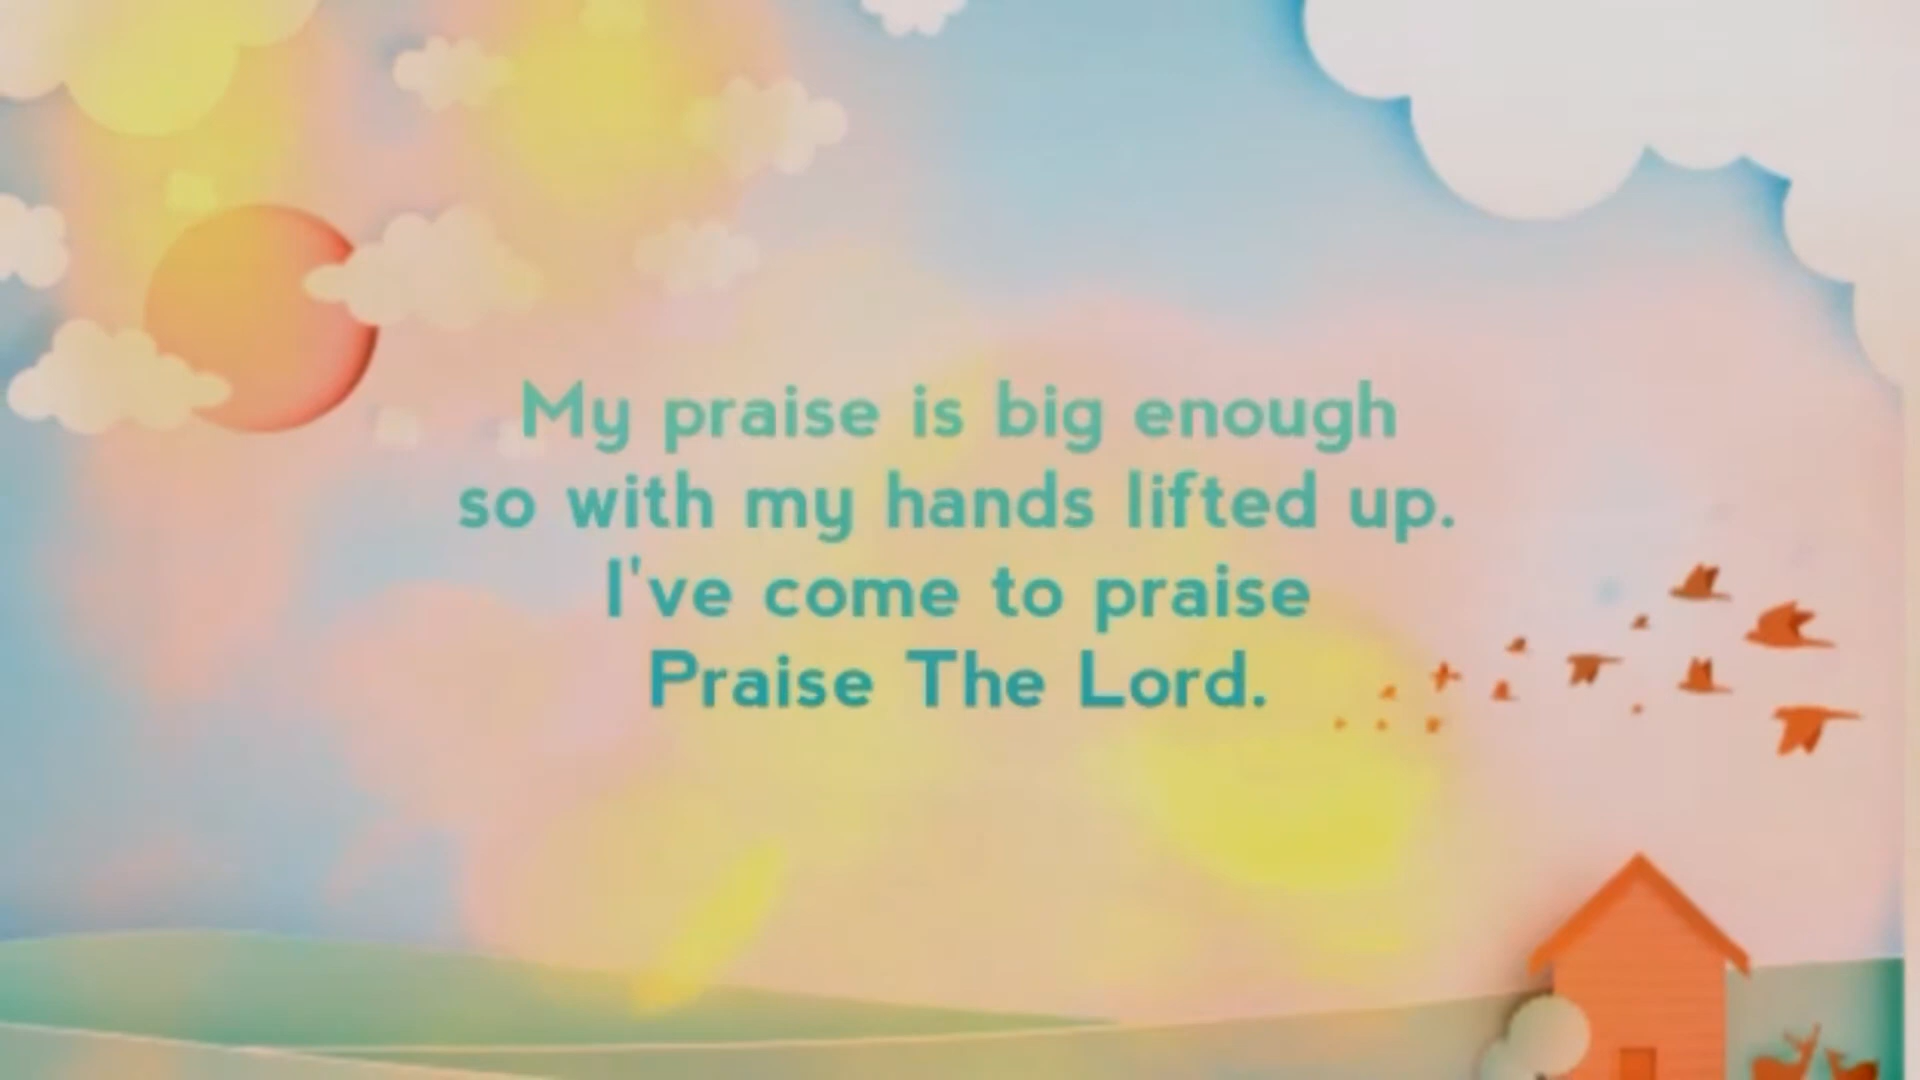 My praise is big enough
so with my hands lifted up.
I've come to praise
Praise The Lord.